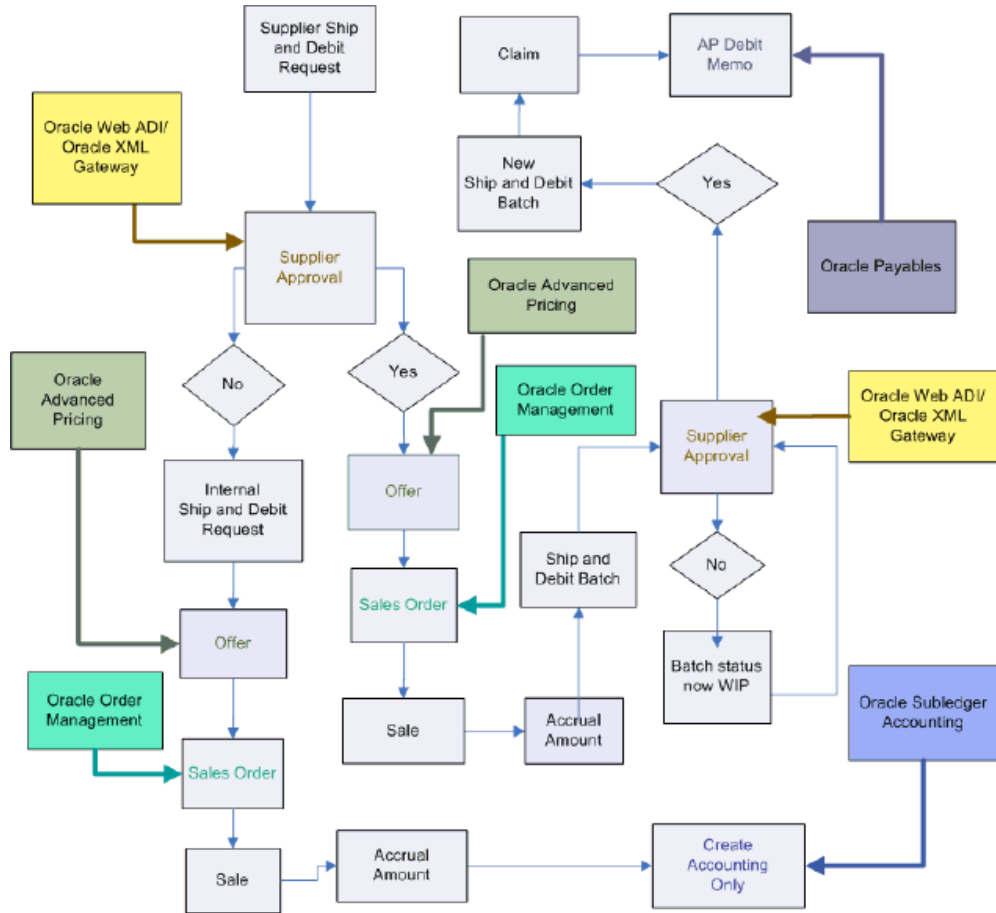 Supplier Ship
and Debit
Request
Claim
AP Debit
Memo
Oracle Web ADI/
Oracle XML
Gateway
New
Ship and Debit
Batch
Yes
Supplier
Approval
Oracle Advanced
Pricing
Oracle Payables
No
Yes
Oracle
Advanced
Pricing
Oracle Order
Management
Oracle Web ADI/
Oracle XML
Gateway
Supplier
Approval
Internal
Ship and Debit
Request
Offer
Ship and
Debit Batch
No
Sales Order
Offer
Batch status
now WIP
Oracle Order
Management
Sale
Accrual
Amount
Oracle Subledger
Accounting
Sales Order
Sale
Accrual
Amount
Create
Accounting
Only